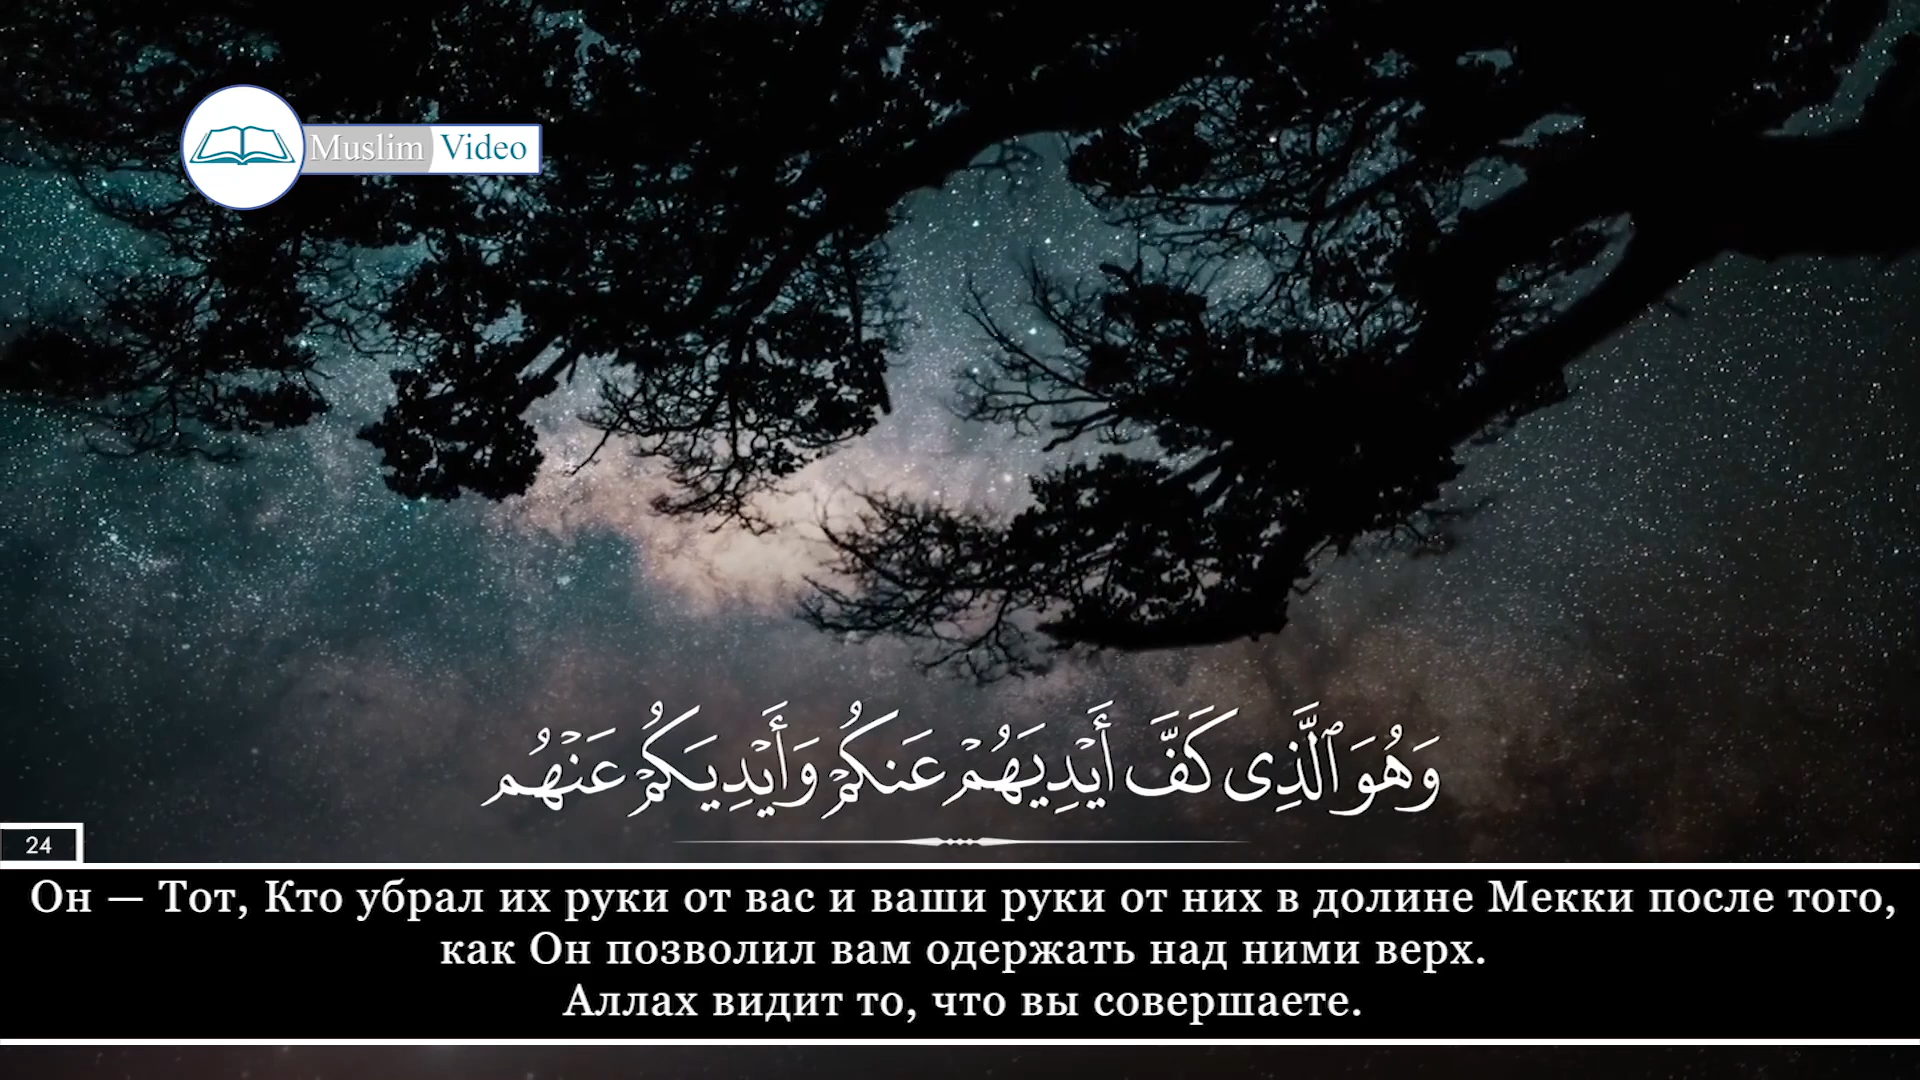 Muslim Video
وَهُوَ ٱلَّذِى كَفَّ أَيْدِيَهُمْ عَنكُمْ وَأَيْدِيَكُمْ عَنْهُم
24
Он — Тот, Кто убрал их руки от вас и ваши руки от них в долине Мекки после того,
как Он позволил вам одержать над ними верх.
Аллах видит то, что вы совершаете.